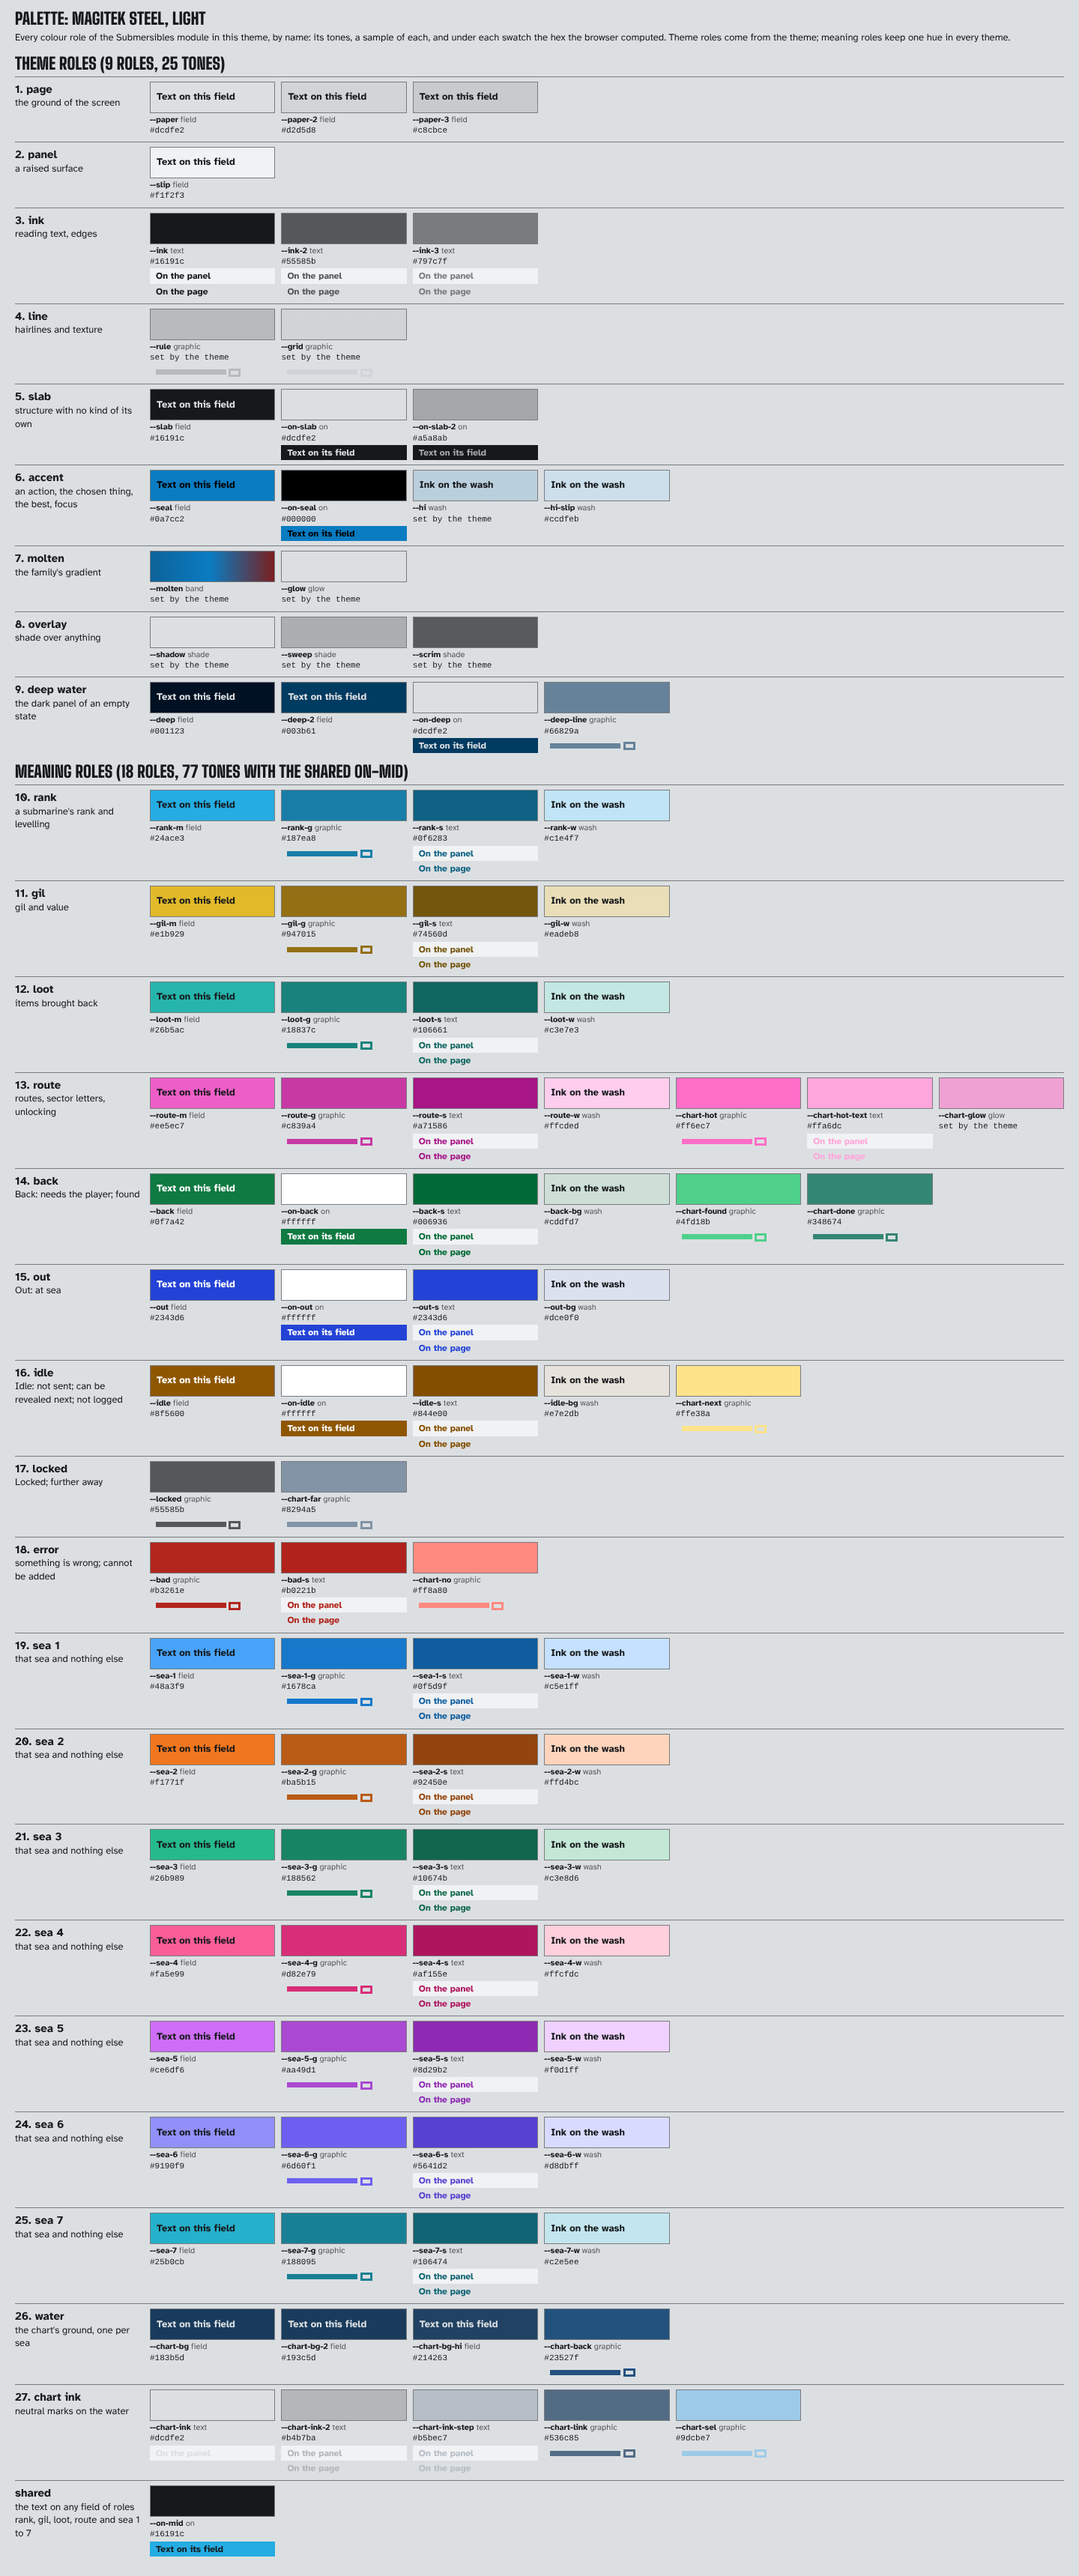 PALETTE: MAGITEK STEEL, LIGHT
Every colour role of the Submersibles module in this theme, by name: its tones, a sample of each, and under each swatch the hex the browser computed. Theme roles come from the theme; meaning roles keep one hue in every theme.
THEME ROLES (9 ROLES, 25 TONES)
1. page
the ground of the screen
Text on this field Text on this field Text on this field
--paper field --paper-2 field --paper-3 field
#dcdfe2 #d2d5d8 #c8cbce
2. panel
a raised surface
Text on this field
--slip field
#f1f2f3
3. ink
reading text, edges
--ink text --ink-2 text --ink-3 text
#16191c #55585b #797c7f
On the panel On the panel On the panel
On the page On the page On the page
4. line
hairlines and texture
--rule graphic --grid graphic
set by the theme set by the theme
5. slab
structure with no kind of its
own
Text on this field
--slab field --on-slab on --on-slab-2 on
#16191c #dcdfe2 #a5a8ab
Text on its field Text on its field
6. accent
an action, the chosen thing,
the best, focus
Text on this field Ink on the wash Ink on the wash
--seal field --on-seal on --hi wash --hi-slip wash
#0a7cc2 #000000 set by the theme #ccdfeb
Text on its field
7. molten
the family's gradient
--molten band --glow glow
set by the theme set by the theme
8. overlay
shade over anything
--shadow shade --sweep shade --scrim shade
set by the theme set by the theme set by the theme
9. deep water
the dark panel of an empty
state
Text on this field Text on this field
--deep field --deep-2 field --on-deep on --deep-line graphic
#001123 #003b61 #dcdfe2 #66829a
Text on its field
MEANING ROLES (18 ROLES, 77 TONES WITH THE SHARED ON-MID)
10. rank
a submarine's rank and
levelling
Text on this field Ink on the wash
--rank-m field --rank-g graphic --rank-s text --rank-w wash
#24ace3 #187ea8 #0f6283 #c1e4f7
On the panel
On the page
11. gil
gil and value
Text on this field Ink on the wash
--gil-m field --gil-g graphic --gil-s text --gil-w wash
#e1b929 #947015 #74560d #eadeb8
On the panel
On the page
12. loot
items brought back
Text on this field Ink on the wash
--loot-m field --loot-g graphic --loot-s text --loot-w wash
#26b5ac #18837c #106661 #c3e7e3
On the panel
On the page
13. route
routes, sector letters,
unlocking
Text on this field Ink on the wash
--route-m field --route-g graphic --route-s text --route-w wash --chart-hot graphic --chart-hot-text text --chart-glow glow
#ee5ec7 #c839a4 #a71586 #ffcded #ff6ec7 #ffa6dc set by the theme
On the panel On the panel
On the page On the page
14. back
Back: needs the player; found
Text on this field Ink on the wash
--back field --on-back on --back-s text --back-bg wash --chart-found graphic --chart-done graphic
#0f7a42 #ffffff #006936 #cddfd7 #4fd18b #348674
Text on its field On the panel
On the page
15. out
Out: at sea
Text on this field Ink on the wash
--out field --on-out on --out-s text --out-bg wash
#2343d6 #ffffff #2343d6 #dce0f0
Text on its field On the panel
On the page
16. idle
Idle: not sent; can be
revealed next; not logged
Text on this field Ink on the wash
--idle field --on-idle on --idle-s text --idle-bg wash --chart-next graphic
#8f5600 #ffffff #844e00 #e7e2db #ffe38a
Text on its field On the panel
On the page
17. locked
Locked; further away
--locked graphic --chart-far graphic
#55585b #8294a5
18. error
something is wrong; cannot
be added
--bad graphic --bad-s text --chart-no graphic
#b3261e #b0221b #ff8a80
On the panel
On the page
19. sea 1
that sea and nothing else
Text on this field Ink on the wash
--sea-1 field --sea-1-g graphic --sea-1-s text --sea-1-w wash
#48a3f9 #1678ca #0f5d9f #c5e1ff
On the panel
On the page
20. sea 2
that sea and nothing else
Text on this field Ink on the wash
--sea-2 field --sea-2-g graphic --sea-2-s text --sea-2-w wash
#f1771f #ba5b15 #92450e #ffd4bc
On the panel
On the page
21. sea 3
that sea and nothing else
Text on this field Ink on the wash
--sea-3 field --sea-3-g graphic --sea-3-s text --sea-3-w wash
#26b989 #188562 #10674b #c3e8d6
On the panel
On the page
22. sea 4
that sea and nothing else
Text on this field Ink on the wash
--sea-4 field --sea-4-g graphic --sea-4-s text --sea-4-w wash
#fa5e99 #d82e79 #af155e #ffcfdc
On the panel
On the page
23. sea 5
that sea and nothing else
Text on this field Ink on the wash
--sea-5 field --sea-5-g graphic --sea-5-s text --sea-5-w wash
#ce6df6 #aa49d1 #8d29b2 #f0d1ff
On the panel
On the page
24. sea 6
that sea and nothing else
Text on this field Ink on the wash
--sea-6 field --sea-6-g graphic --sea-6-s text --sea-6-w wash
#9190f9 #6d60f1 #5641d2 #d8dbff
On the panel
On the page
25. sea 7
that sea and nothing else
Text on this field Ink on the wash
--sea-7 field --sea-7-g graphic --sea-7-s text --sea-7-w wash
#25b0cb #188095 #106474 #c2e5ee
On the panel
On the page
26. water
the chart's ground, one per
sea
Text on this field Text on this field Text on this field
--chart-bg field --chart-bg-2 field --chart-bg-hi field --chart-back graphic
#183b5d #193c5d #214263 #23527f
27. chart ink
neutral marks on the water
--chart-ink text --chart-ink-2 text --chart-ink-step text --chart-link graphic --chart-sel graphic
#dcdfe2 #b4b7ba #b5bec7 #536c85 #9dcbe7
On the panel On the panel On the panel
On the page On the page
shared
the text on any field of roles
rank, gil, loot, route and sea 1
to 7
--on-mid on
#16191c
Text on its field